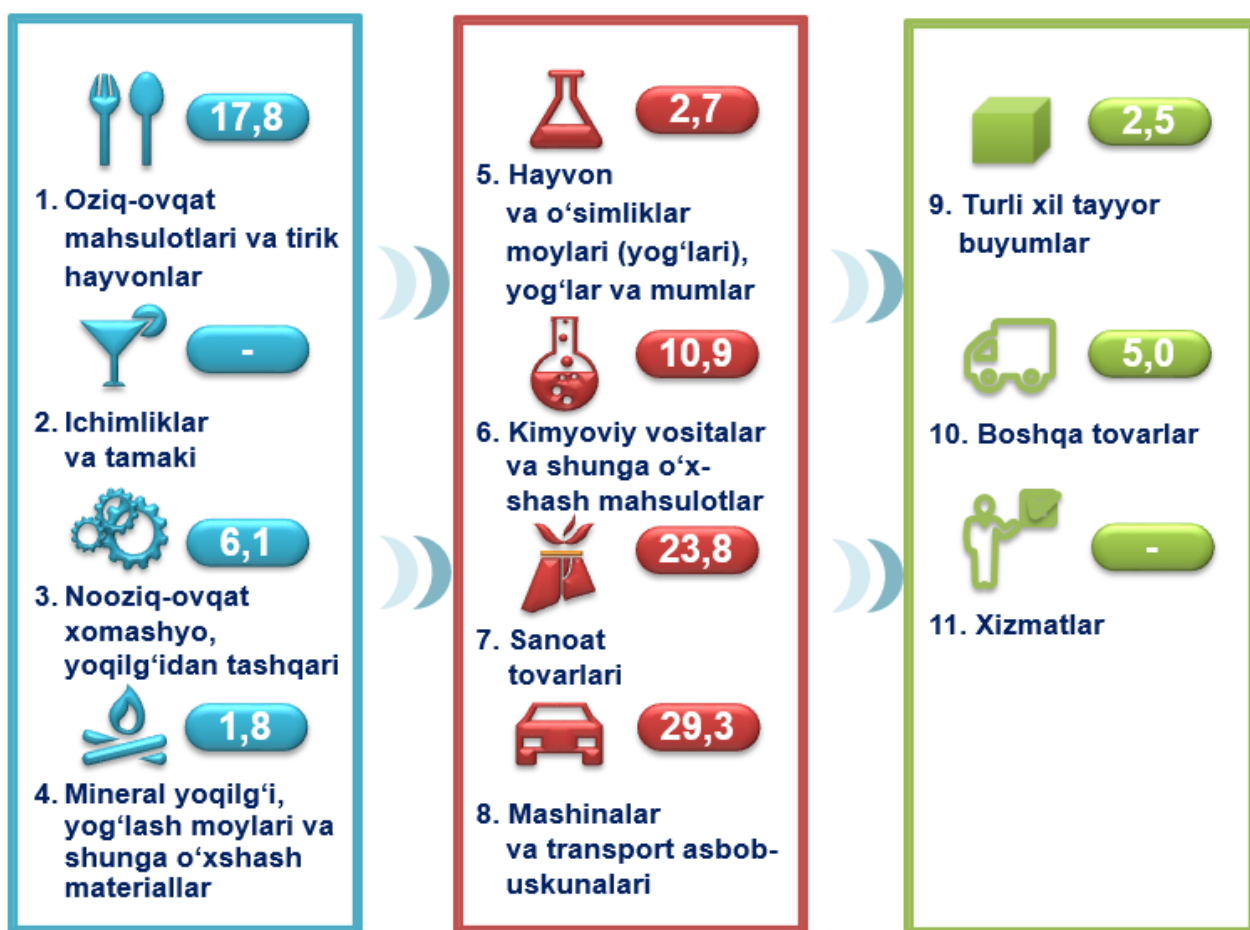 17,8
1. Oziq-ovqat
mahsulotlari va tirik
hayvonlar
-
2. Ichimliklar
va tamaki
6,1
3. Nooziq-ovqat
xomashyo,
yoqilg‘idan tashqari
1,8
4. Mineral yoqilg‘i,
yog‘lash moylari va
shunga o‘xshash
materiallar
2,7
5. Hayvon
va o‘simliklar
moylari (yog‘lari),
yog‘lar va mumlar
10,9
6. Kimyoviy vositalar
va shunga o‘x-
shash mahsulotlar
23,8
7. Sanoat
tovarlari
29,3
8. Mashinalar
va transport asbob-
uskunalari
2,5
9. Turli xil tayyor
buyumlar
5,0
10. Boshqa tovarlar
-
11. Xizmatlar